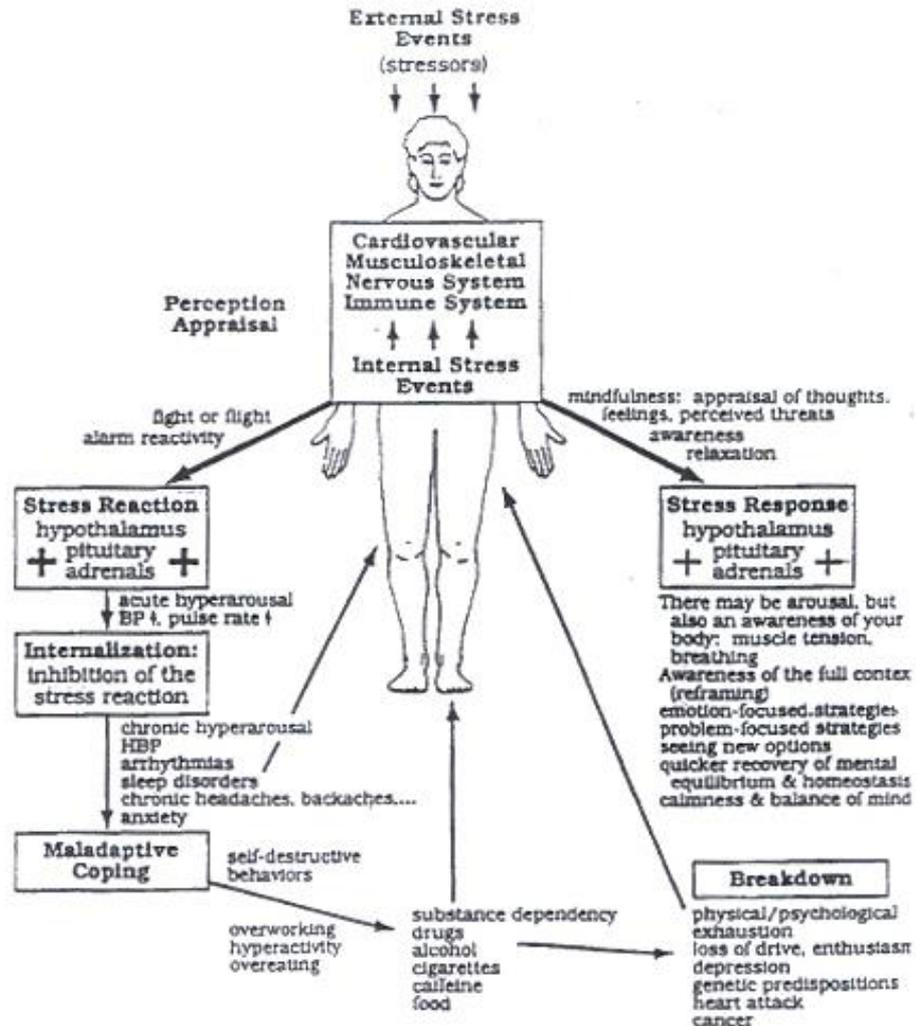 External Stress
Events
(stressors)
Cardiovascular
Musculoskeletal
Nervous System
Immune System
Perception
Appraisal
Internal Stress
Events
fight or flight
alarm reactivity
mindfulness: appraisal of thoughts,
feelings, perceived threats
awareness
relaxation
Stress Reaction
hypothalamus
+ pituitary +
adrenals
acute hyperarousal
BP↑, pulse rate↑
Internalization:
inhibition of the
stress reaction
chronic hyperarousal
HBP
arrhythmias
sleep disorders
chronic headaches, backaches....
anxiety
Maladaptive
Coping
self-destructive
behaviors
overworking
hyperactivity
overeating
substance dependency
drugs
alcohol
cigarettes
caffeine
food
Stress Response
hypothalamus
+ pituitary +
adrenals
There may be arousal, but
also an awareness of your
body: muscle tension,
breathing
Awareness of the full contex
(reframing)
emotion-focused strategies
problem-focused strategies
seeing new options
quicker recovery of mental
equilibrium & homeostasis
calmness & balance of mind
Breakdown
physical/psychological
exhaustion
loss of drive, enthusiasm
depression
genetic predispositions
heart attack
cancer